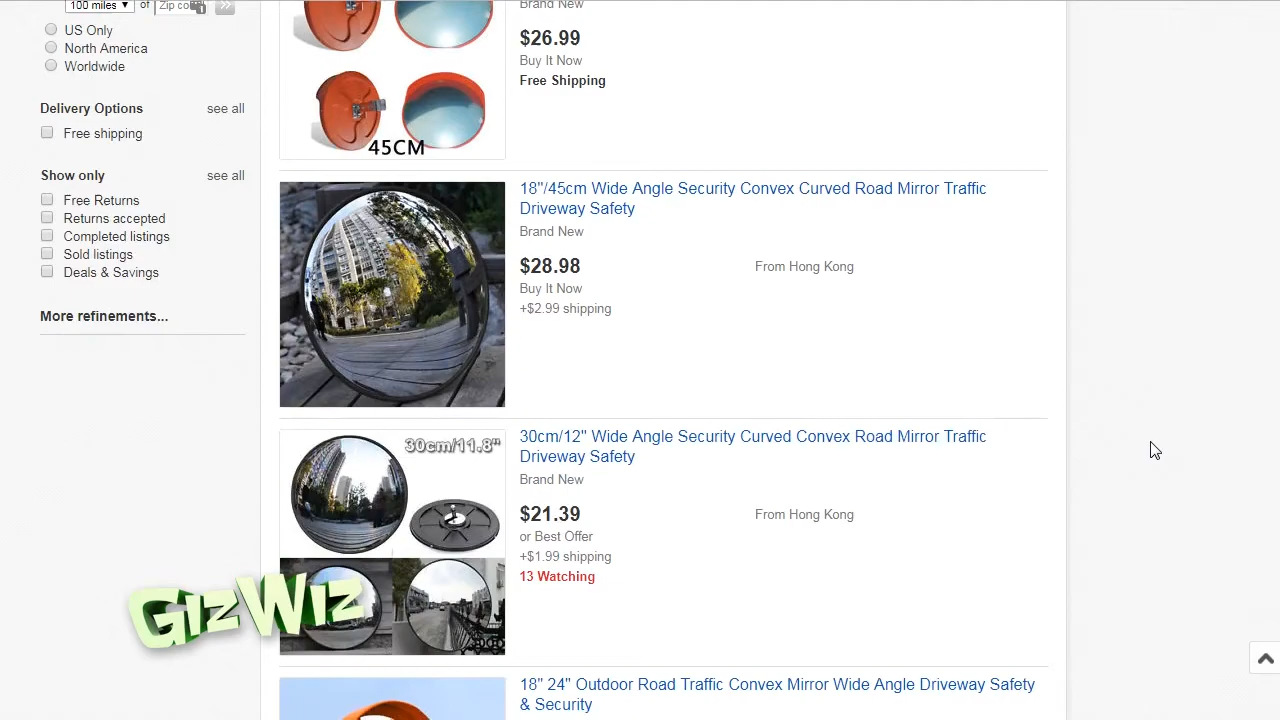 100 miles
of
Zip co
US Only
North America
Worldwide
Delivery Options
see all
Free shipping
Show only
see all
Free Returns
Returns accepted
Completed listings
Sold listings
Deals & Savings
More refinements...
45CM
Brand New
$26.99
Buy It Now
Free Shipping
18"/45cm Wide Angle Security Convex Curved Road Mirror Traffic
Driveway Safety
Brand New
$28.98
From Hong Kong
Buy It Now
+$2.99 shipping
30cm/11.8"
30cm/12" Wide Angle Security Curved Convex Road Mirror Traffic
Driveway Safety
Brand New
$21.39
From Hong Kong
or Best Offer
+$1.99 shipping
13 Watching
GizWiz
18" 24" Outdoor Road Traffic Convex Mirror Wide Angle Driveway Safety
& Security